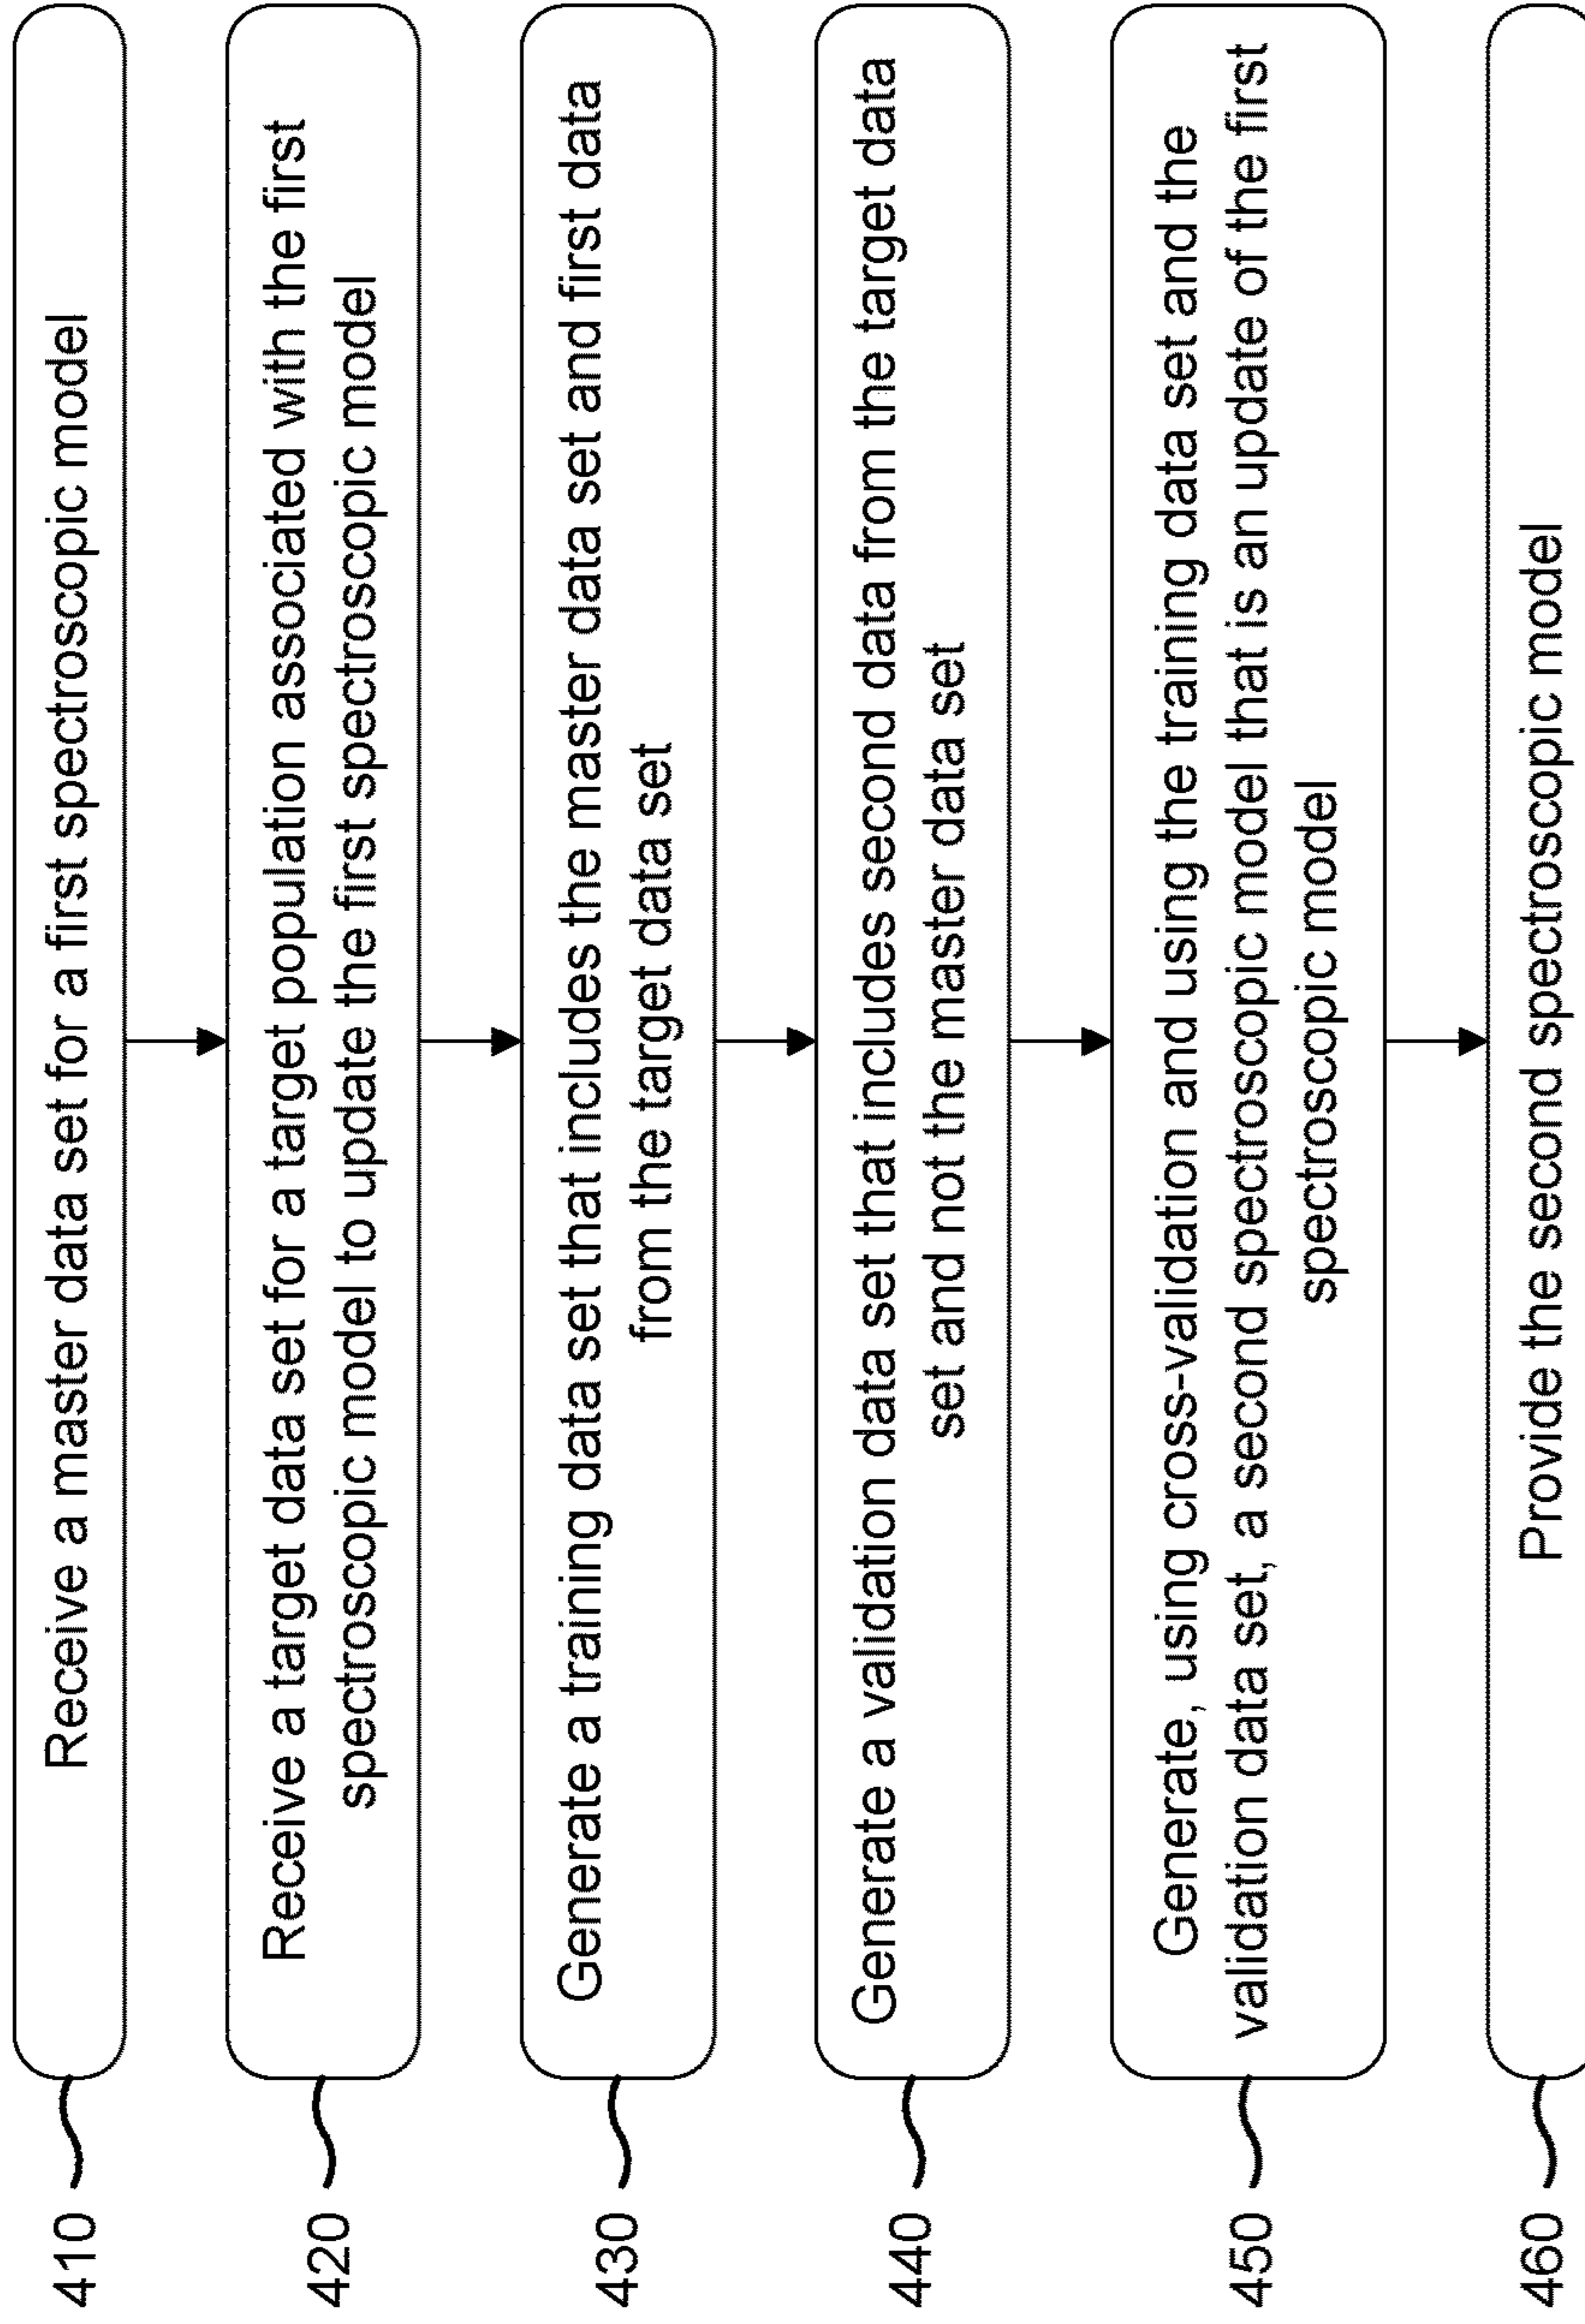 410
Receive a master data set for a first spectroscopic model
420
Receive a target data set for a target population associated with the first
spectroscopic model to update the first spectroscopic model
430
Generate a training data set that includes the master data set and first data
from the target data set
440
Generate a validation data set that includes second data from the target data
set and not the master data set
450
Generate, using cross-validation and using the training data set and the
validation data set, a second spectroscopic model that is an update of the first
spectroscopic model
460
Provide the second spectroscopic model